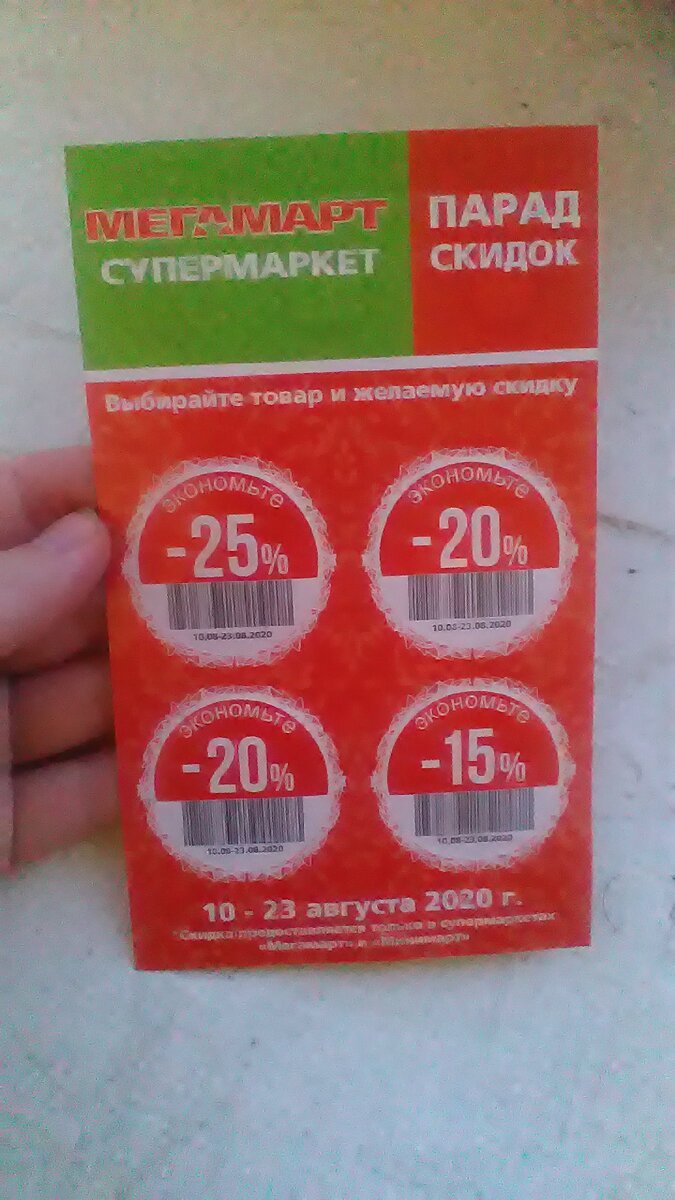 МЕГАМАРТ
СУПЕРМАРКЕТ
ПАРАД
СКИДОК
Выбирайте товар и желаемую скидку
ЭКОНОМЬТЕ
-25%
10.08-23.08.2020
ЭКОНОМЬТЕ
-20%
10.08-23.08.2020
ЭКОНОМЬТЕ
-20%
10.08-23.08.2020
ЭКОНОМЬТЕ
-15%
10.08-23.08.2020
10 - 23 августа 2020 г.
*Скидка предоставляется только в супермаркетах
«Мегамарт» и «Минимарт»